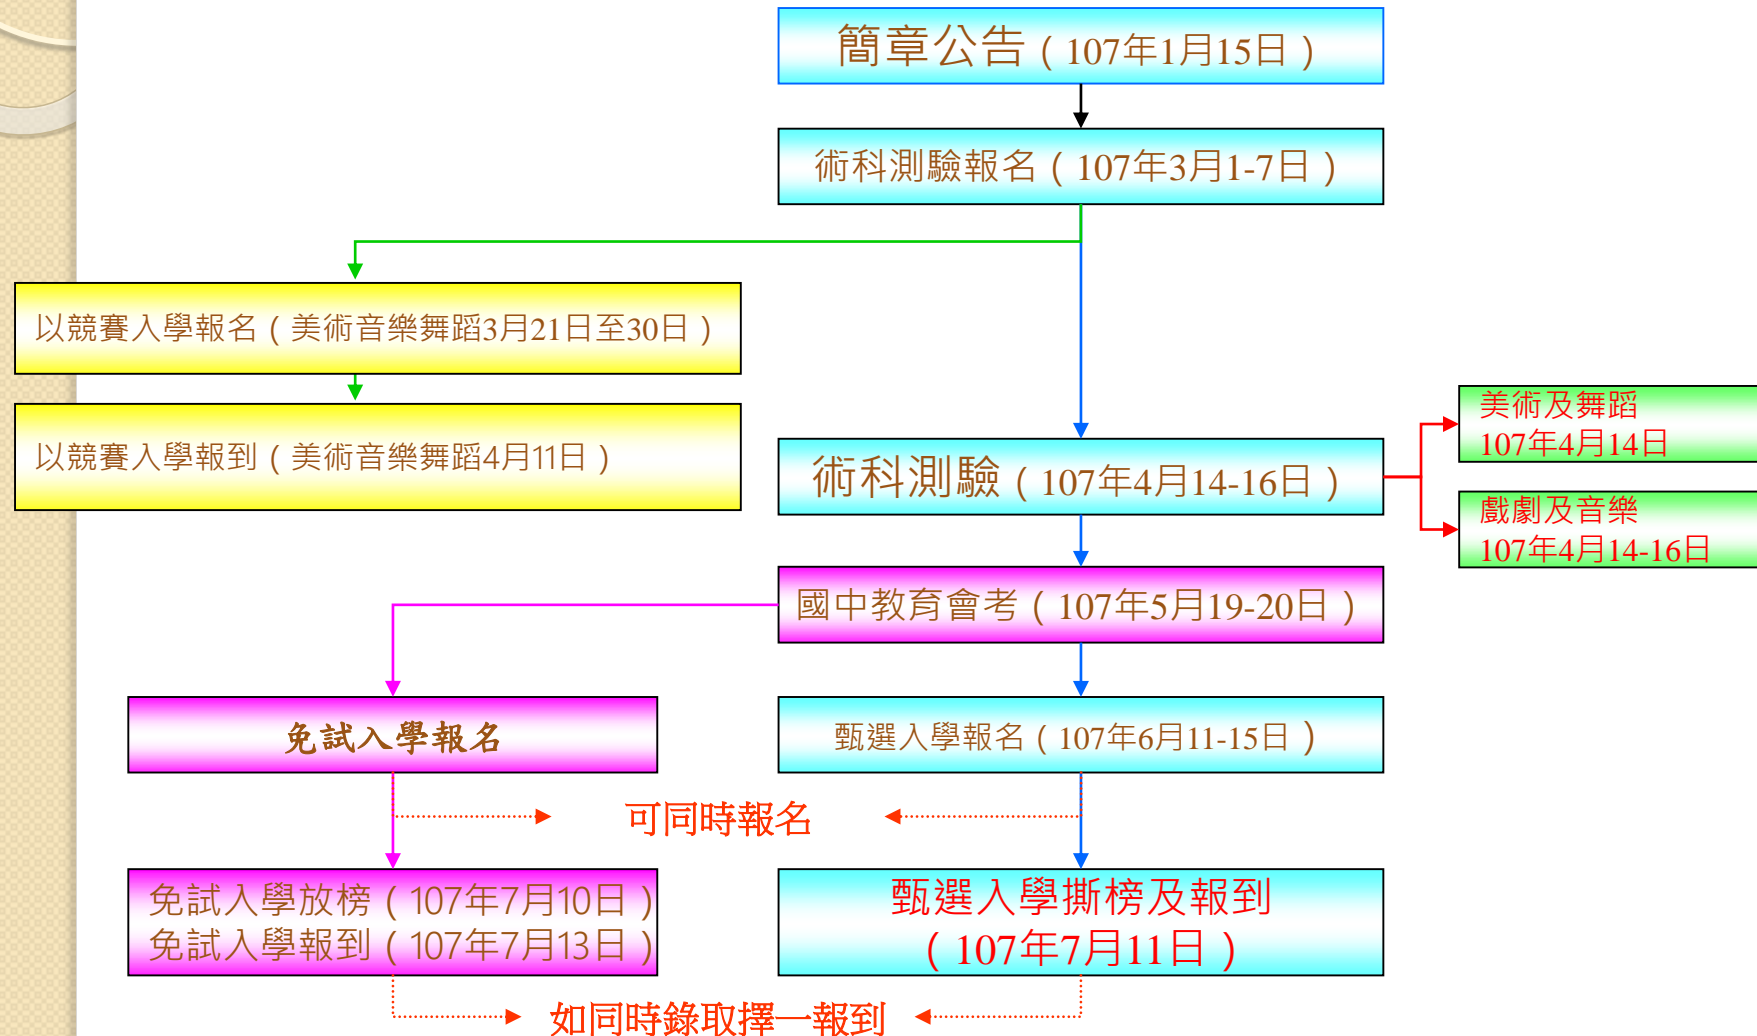 簡章公告（107年1月15日）
術科測驗報名（107年3月1-7日）
以競賽入學報名（美術音樂舞蹈3月21日至30日）
以競賽入學報到（美術音樂舞蹈4月11日）
術科測驗（107年4月14-16日）
美術及舞蹈
107年4月14日
戲劇及音樂
107年4月14-16日
國中教育會考（107年5月19-20日）
免試入學報名
甄選入學報名（107年6月11-15日）
可同時報名
免試入學放榜（107年7月10日）
免試入學報到（107年7月13日）
甄選入學撕榜及報到
（107年7月11日）
如同時錄取擇一報到